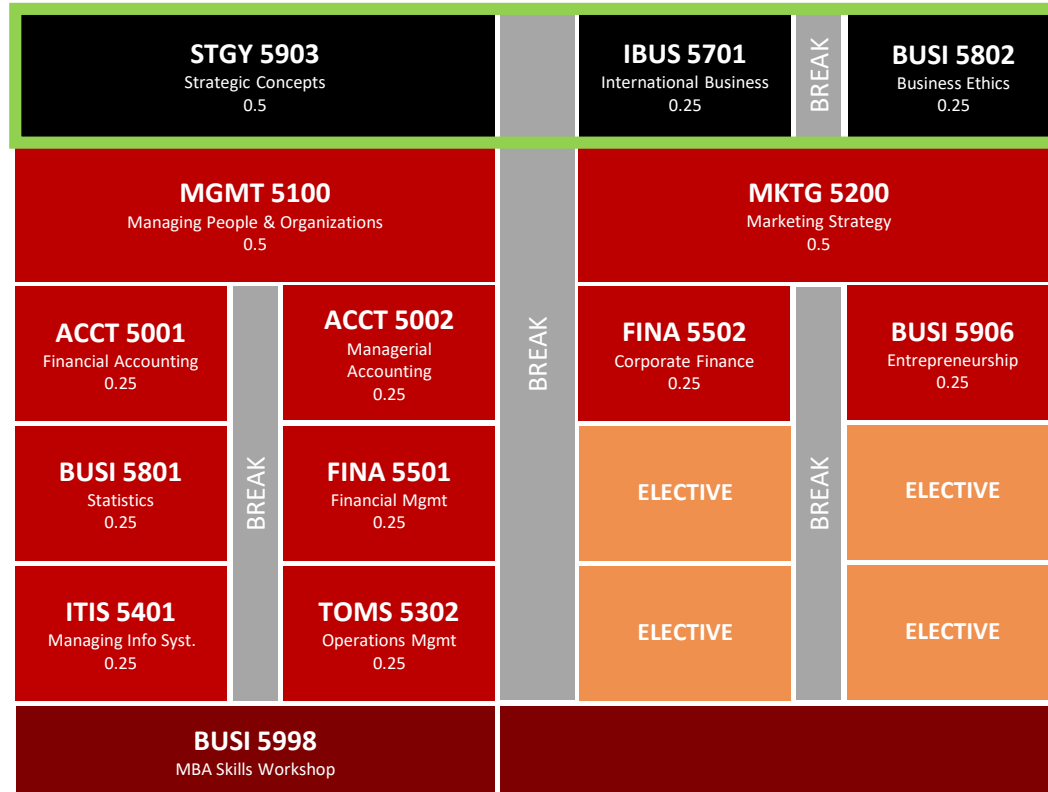 STGY 5903
Strategic Concepts
0.5
IBUS 5701
International Business
0.25
BREAK
BUSI 5802
Business Ethics
0.25
MGMT 5100
Managing People & Organizations
0.5
BREAK
MKTG 5200
Marketing Strategy
0.5
ACCT 5001
Financial Accounting
0.25
ACCT 5002
Managerial
Accounting
0.25
FINA 5502
Corporate Finance
0.25
BUSI 5906
Entrepreneurship
0.25
BUSI 5801
Statistics
0.25
BREAK
FINA 5501
Financial Mgmt
0.25
ELECTIVE
BREAK
ELECTIVE
ITIS 5401
Managing Info Syst.
0.25
TOMS 5302
Operations Mgmt
0.25
ELECTIVE
ELECTIVE
BUSI 5998
MBA Skills Workshop